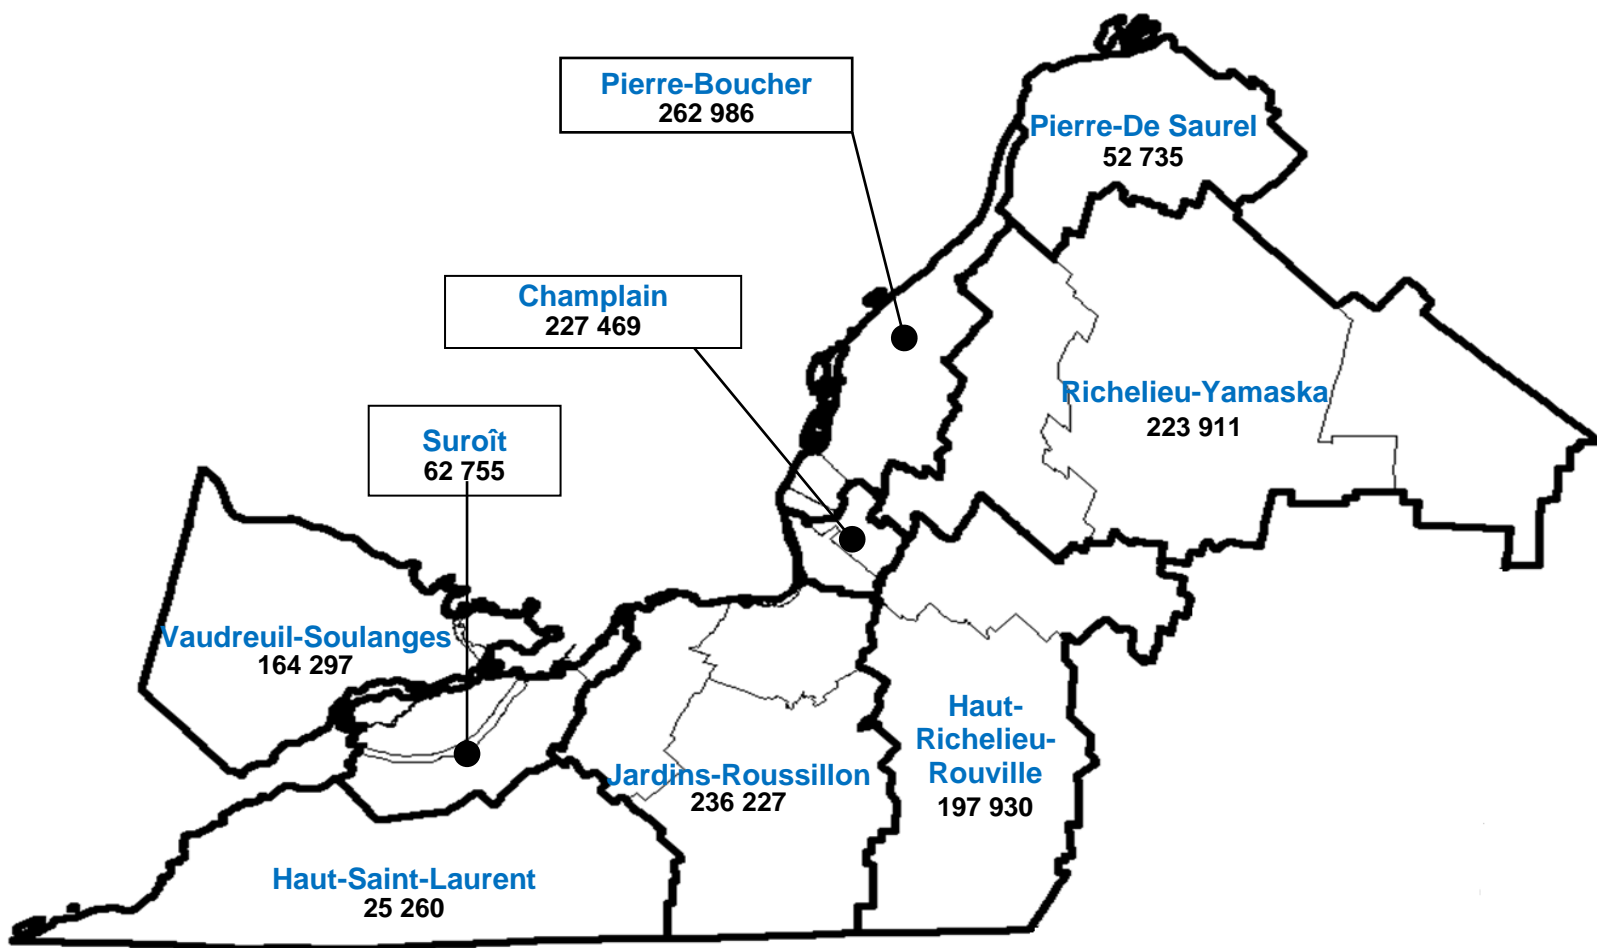 Pierre-Boucher
262 986
Pierre-De Saurel
52 735
Champlain
227 469
Richelieu-Yamaska
223 911
Suroît
62 755
Vaudreuil-Soulanges
164 297
Haut-
Richelieu-
Rouville
197 930
Jardins-Roussillon
236 227
Haut-Saint-Laurent
25 260